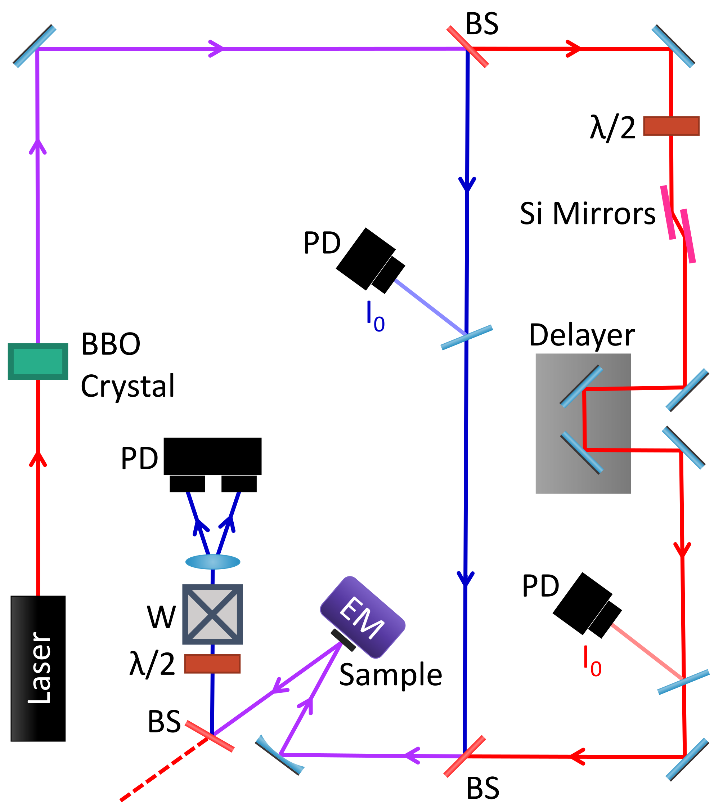 BS
λ/2
Si Mirrors
PD
I0
Delayer
BBO
Crystal
PD
EM
Sample
PD
I0
W
λ/2
Laser
BS
BS